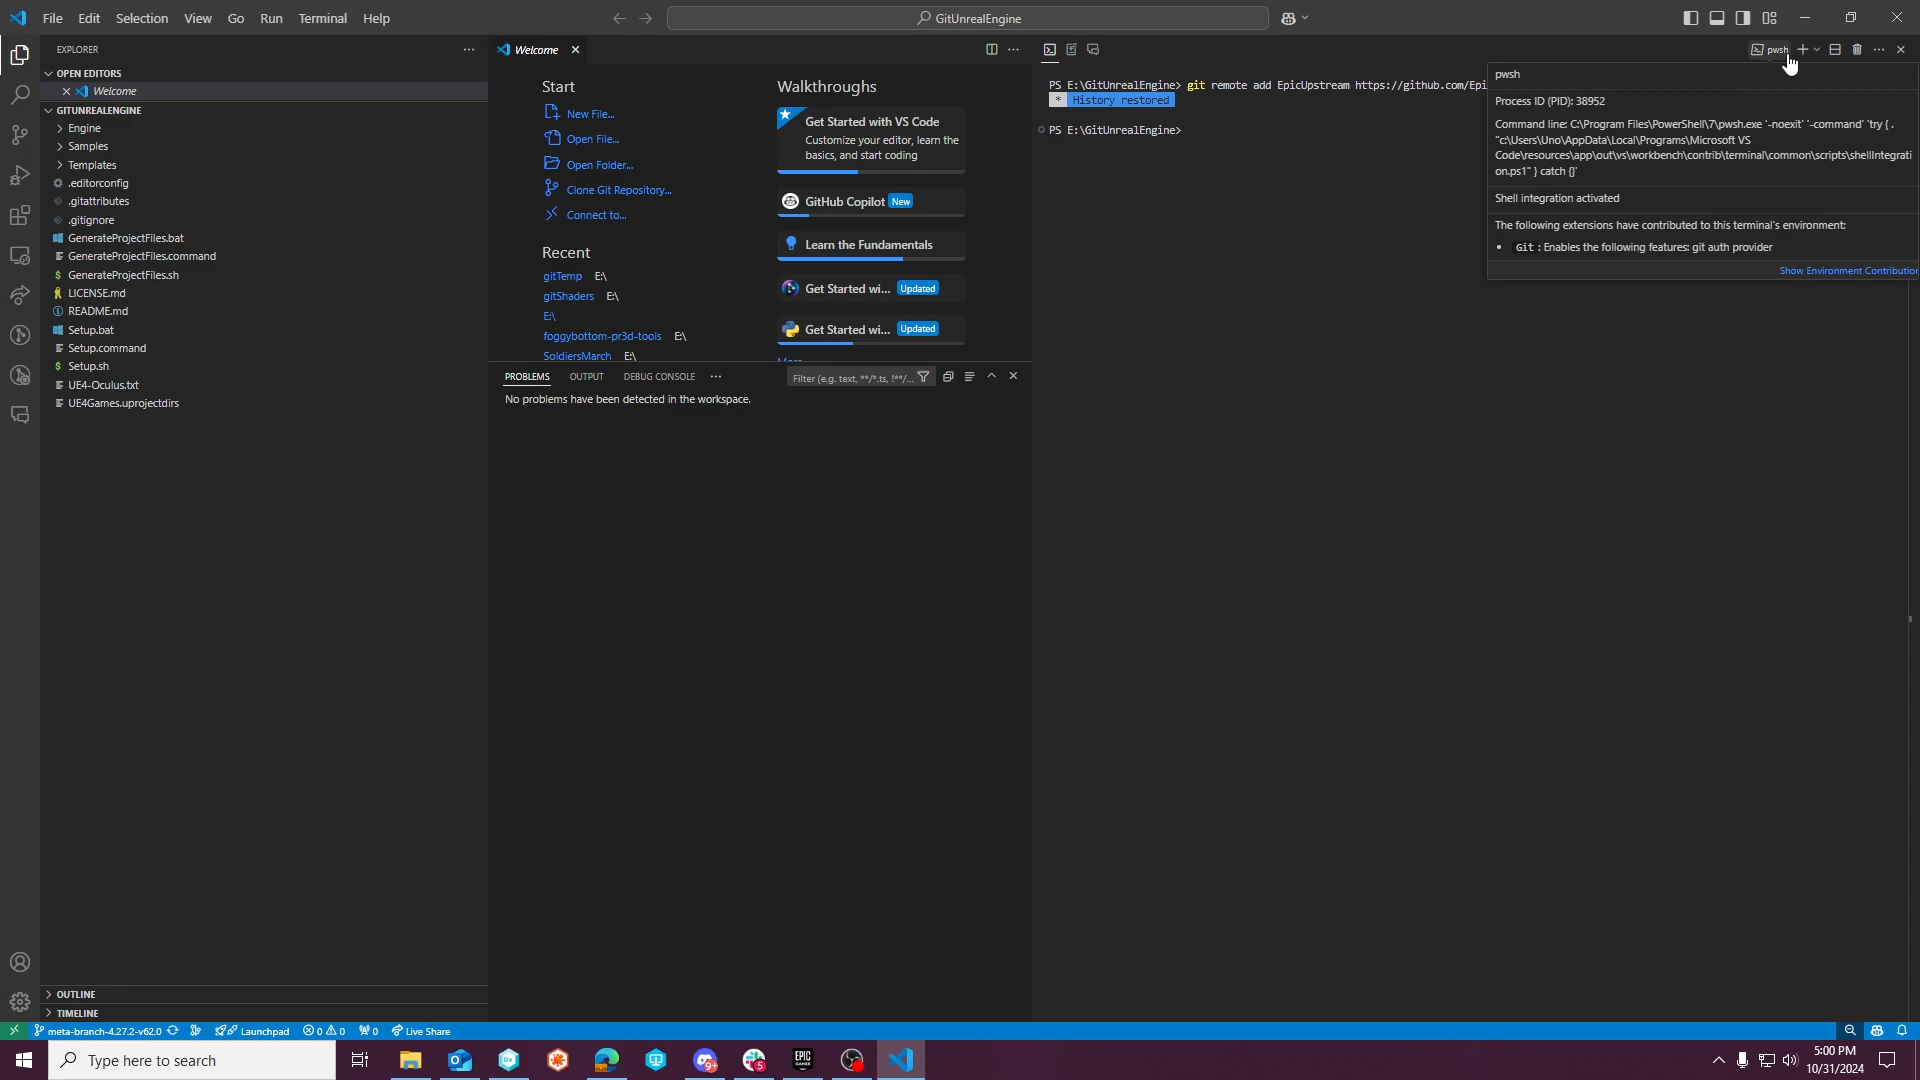 File Edit Selection View Go Run Terminal Help
GitUnrealEngine
EXPLORER
OPEN EDITORS
Welcome
GITUNREALENGINE
Engine
Samples
Templates
.editorconfig
.gitattributes
.gitignore
GenerateProjectFiles.bat
GenerateProjectFiles.command
GenerateProjectFiles.sh
LICENSE.md
README.md
Setup.bat
Setup.command
Setup.sh
UE4-Oculus.txt
UE4Games.uprojectdirs
OUTLINE
TIMELINE
Welcome
Start
New File...
Open File...
Open Folder...
Clone Git Repository...
Connect to...
Recent
gitTemp E:\
gitShaders E:\
E:\
foggybottom-pr3d-tools E:\
SoldiersMarch E:\
Walkthroughs
Get Started with VS Code
Customize your editor, learn the
basics, and start coding
GitHub Copilot New
Learn the Fundamentals
Get Started wi... Updated
Get Started wi... Updated
More...
PROBLEMS OUTPUT DEBUG CONSOLE
Filter (e.g. text, **/*.ts, !**/...
No problems have been detected in the workspace.
pwsh
PS E:\GitUnrealEngine> git remote add EpicUpstream https://github.com/Epi
* History restored
PS E:\GitUnrealEngine>
pwsh
Process ID (PID): 38952
Command line: C:\Program Files\PowerShell\7\pwsh.exe '-noexit' '-command' 'try { .
"c:\Users\Uno\AppData\Local\Programs\Microsoft VS
Code\resources\app\out\vs\workbench\contrib\terminal\common\scripts\shellIntegrati
on.ps1" } catch {}'
Shell integration activated
The following extensions have contributed to this terminal's environment:
• Git : Enables the following features: git auth provider
Show Environment Contribution
meta-branch-4.27.2-v62.0 Launchpad 0 0 0 Live Share
Type here to search
9+
5
EPIC GAMES
5:00 PM
10/31/2024